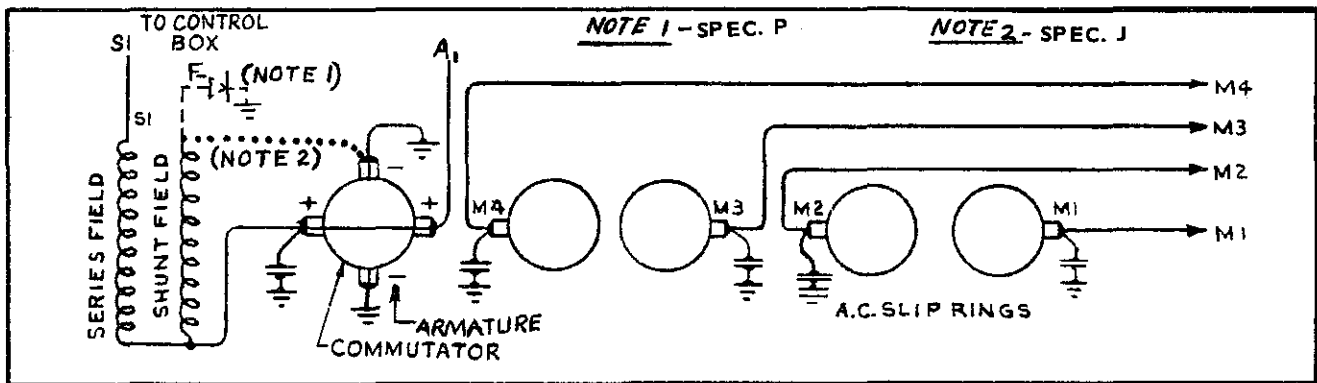 TO CONTROL
BOX
S1
A1
NOTE 1 - SPEC. P
NOTE 2 - SPEC. J
F-
(NOTE 1)
S1
(NOTE 2)
SERIES FIELD
SHUNT FIELD
-
+
+
-
ARMATURE
COMMUTATOR
M4
M3
M2
M1
M4
M3
M2
M1
A.C. SLIP RINGS